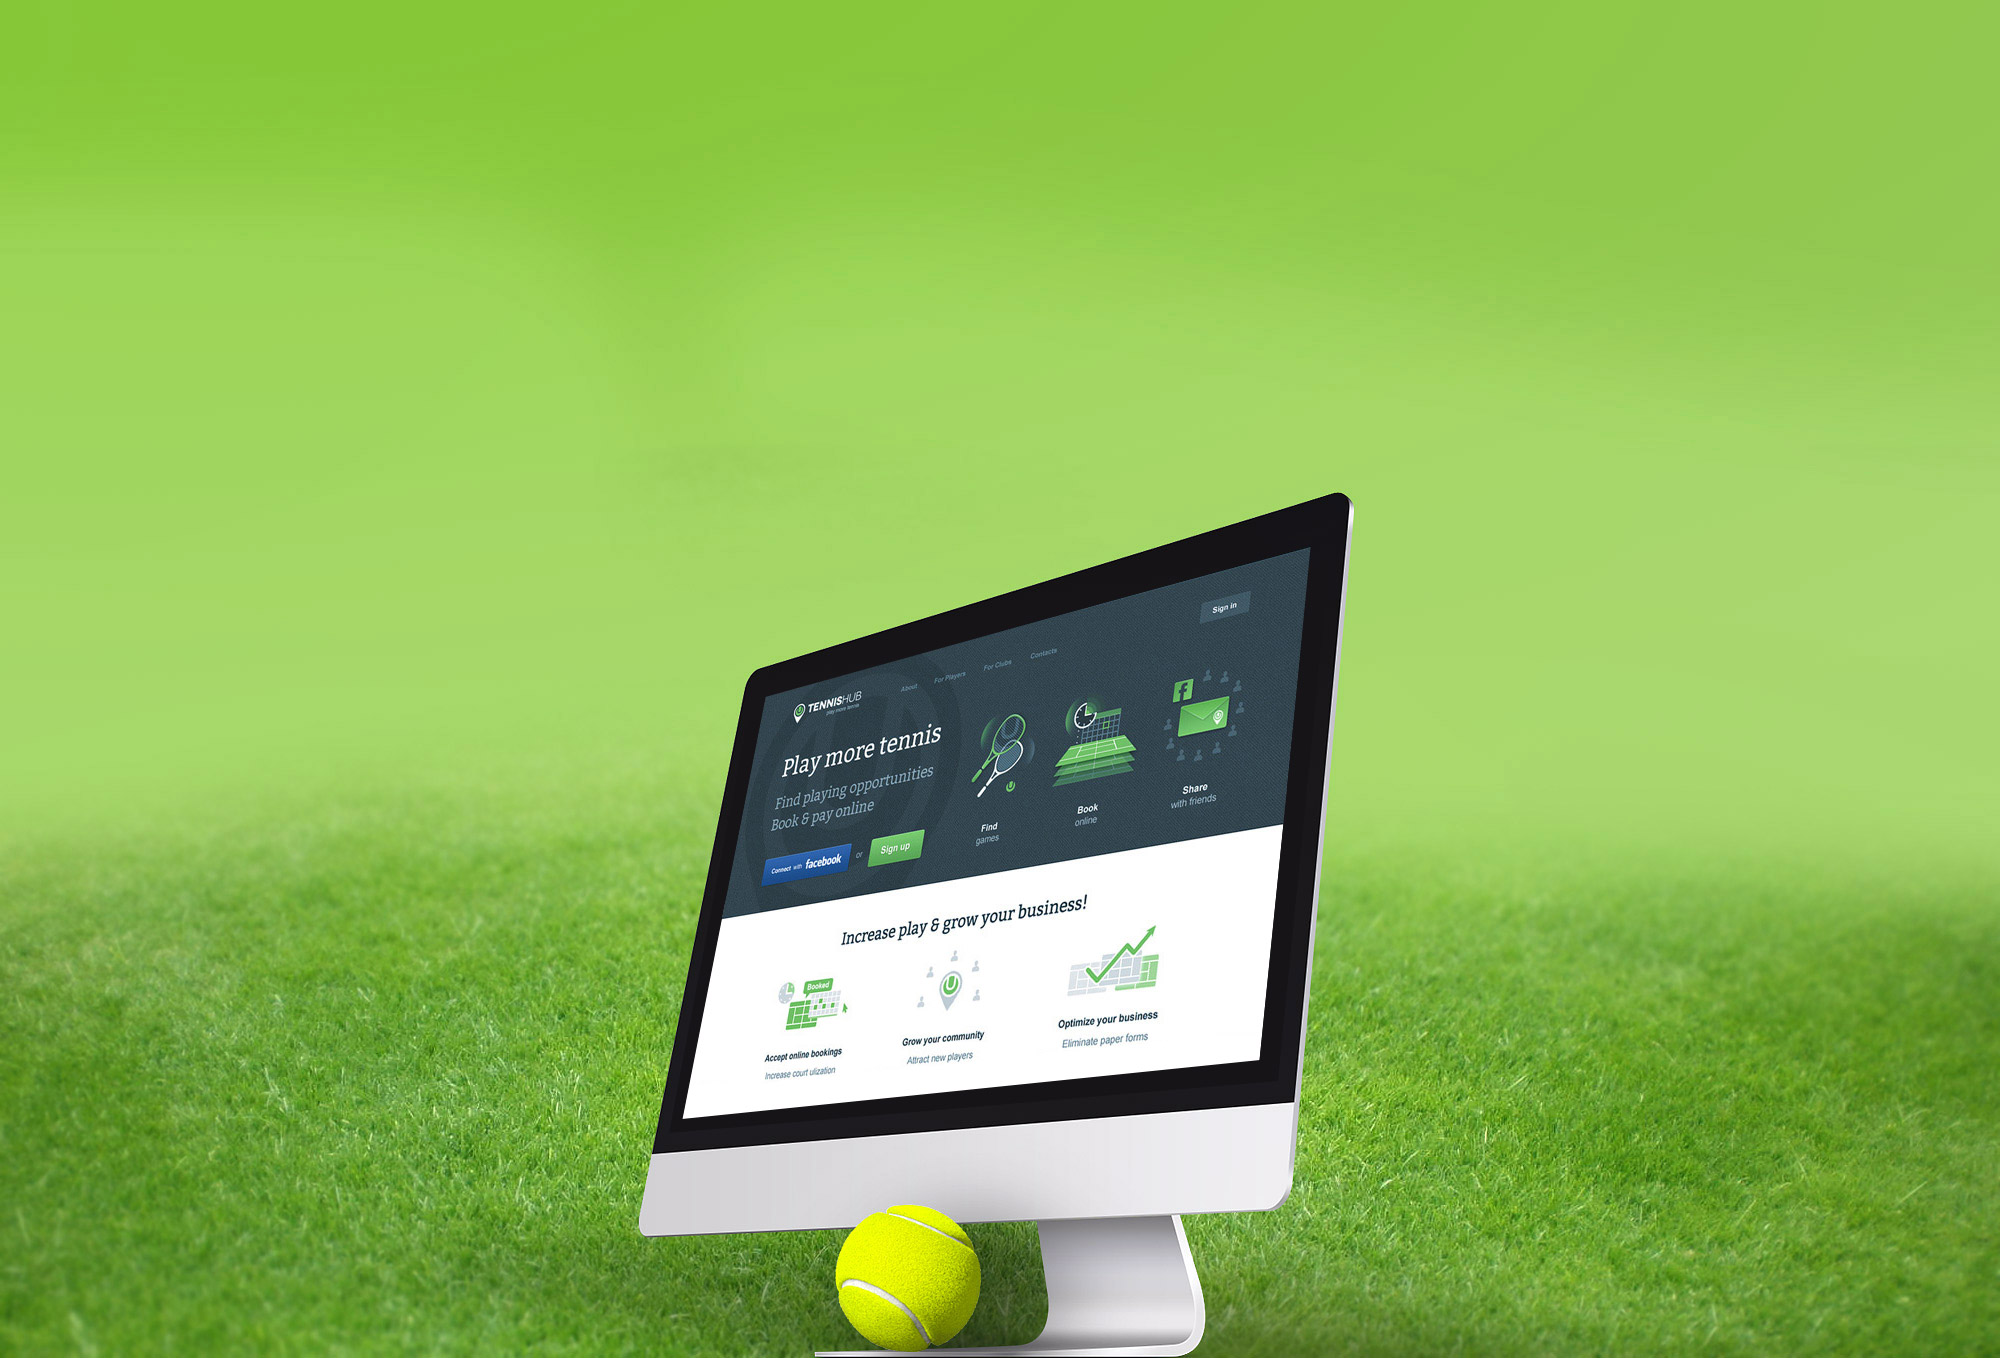 Sign in
About
For Players
For Clubs
Contacts
TENNISHUB
play more tennis
Play more tennis
Find playing opportunities
Book & pay online
Connect with facebook
or
Sign up
Find
games
Book
online
Share
with friends
Increase play & grow your business!
Booked
Accept online bookings
Increase court ulization
Grow your community
Attract new players
Optimize your business
Eliminate paper forms